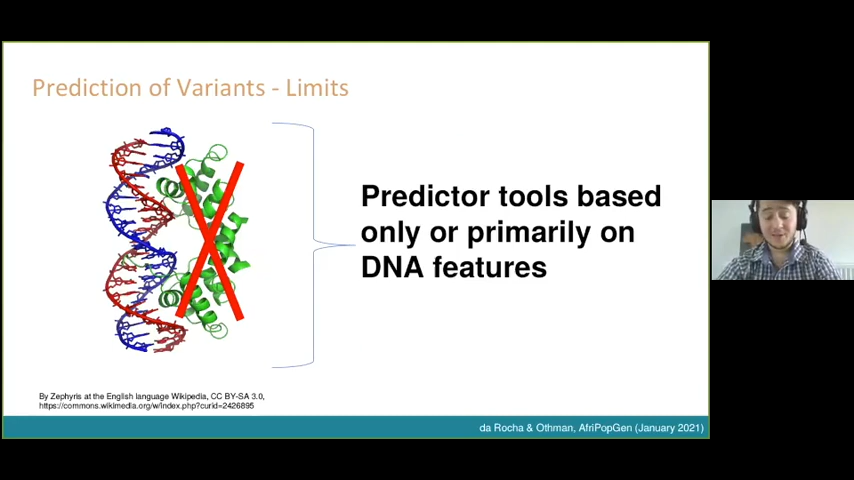 Prediction of Variants - Limits
Predictor tools based
only or primarily on
DNA features
By Zephyris at the English language Wikipedia, CC BY-SA 3.0,
https://commons.wikimedia.org/w/index.php?curid=2426895
da Rocha & Othman, AfriPopGen (January 2021)